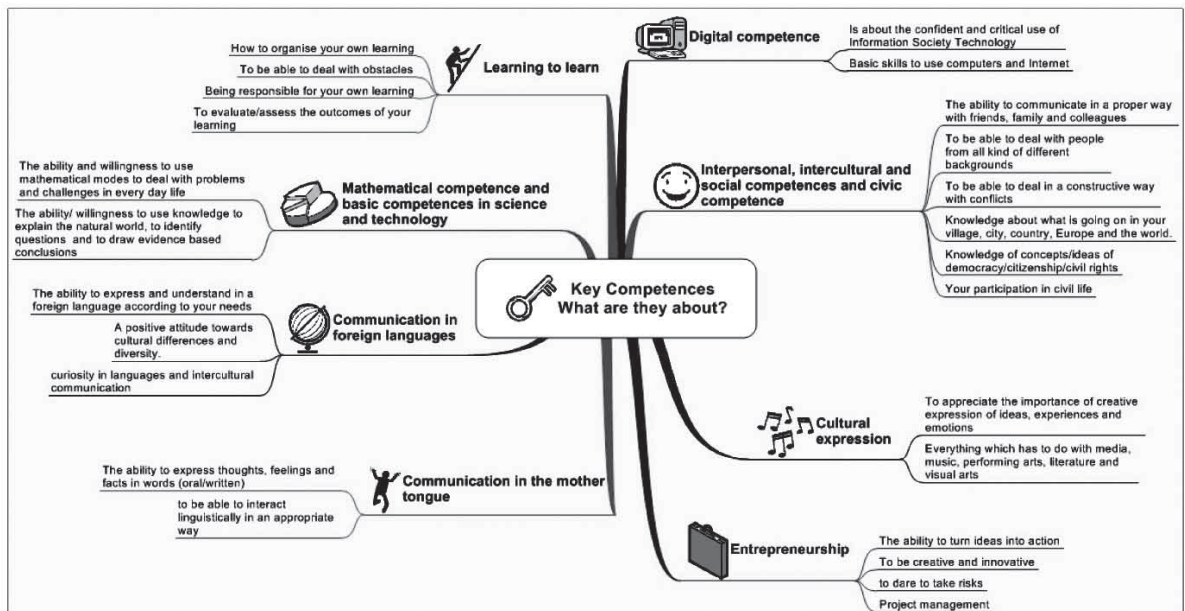 Key Competences
What are they about?
Learning to learn
How to organise your own learning
To be able to deal with obstacles
Being responsible for your own learning
To evaluate/assess the outcomes of your
learning
Mathematical competence and
basic competences in science
and technology
The ability and willingness to use
mathematical modes to deal with problems
and challenges in every day life
The ability/ willingness to use knowledge to
explain the natural world, to identify
questions and to draw evidence based
conclusions
Communication in
foreign languages
The ability to express and understand in a
foreign language according to your needs
A positive attitude towards
cultural differences and
diversity.
curiosity in languages and intercultural
communication
Communication in the mother
tongue
The ability to express thoughts, feelings and
facts in words (oral/written)
to be able to interact
linguistically in an appropriate
way
Digital competence
Is about the confident and critical use of
Information Society Technology
Basic skills to use computers and Internet
Interpersonal, intercultural and
social competences and civic
competence
The ability to communicate in a proper way
with friends, family and colleagues
To be able to deal with people
from all kind of different
backgrounds
To be able to deal in a constructive way
with conflicts
Knowledge about what is going on in your
village, city, country, Europe and the world.
Knowledge of concepts/ideas of
democracy/citizenship/civil rights
Your participation in civil life
Cultural
expression
To appreciate the importance of creative
expression of ideas, experiences and
emotions
Everything which has to do with media,
music, performing arts, literature and
visual arts
Entrepreneurship
The ability to turn ideas into action
To be creative and innovative
to dare to take risks
Project management